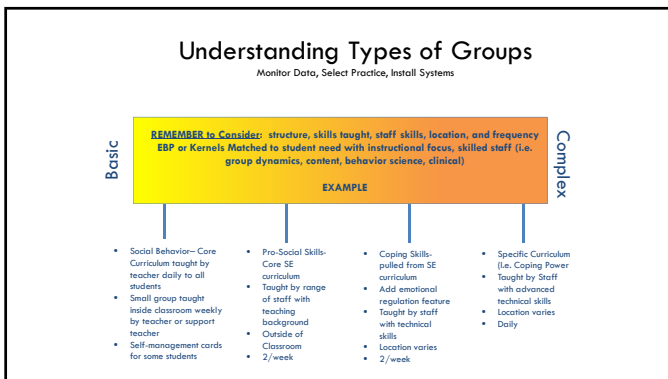 Understanding Types of Groups
Monitor Data, Select Practice, Install Systems
Basic
REMEMBER to Consider: structure, skills taught, staff skills, location, and frequency
EBP or Kernels Matched to student need with instructional focus, skilled staff (i.e.
group dynamics, content, behavior science, clinical)
EXAMPLE
Complex
• Social Behavior– Core
Curriculum taught by
teacher daily to all
students
• Small group taught
inside classroom weekly
by teacher or support
teacher
• Self-management cards
for some students
• Pro-Social Skills-
Core SE
curriculum
• Taught by range
of staff with
teaching
background
• Outside of
Classroom
• 2/week
• Coping Skills-
pulled from SE
curriculum
• Add emotional
regulation feature
• Taught by staff
with technical
skills
• Location varies
• 2/week
• Specific Curriculum
(I.e. Coping Power
• Taught by Staff
with advanced
technical skills
• Location varies
• Daily